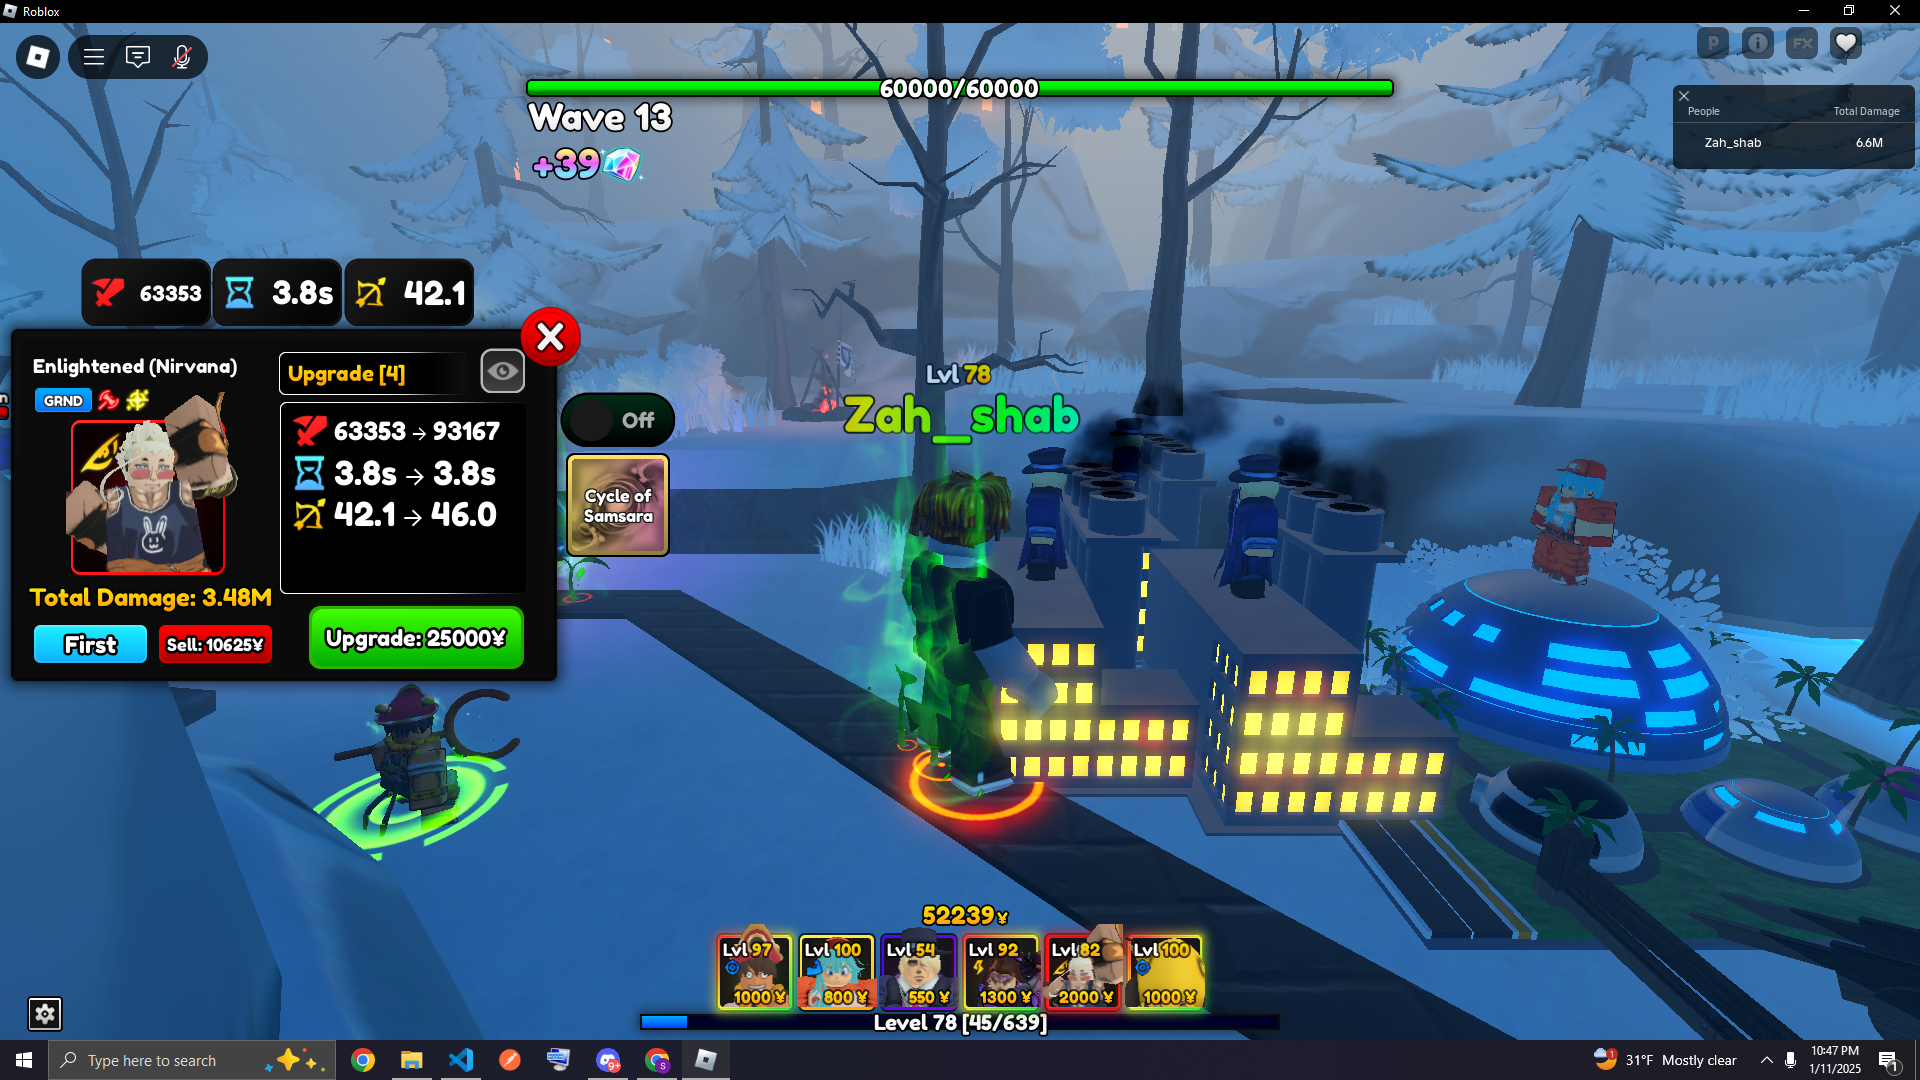 Roblox
60000/60000
Wave 13
+39
P
i
FX
People
Total Damage
Zah_shab
6.6M
63353
3.8s
42.1
Enlightened (Nirvana)
GRND
Upgrade [4]
63353 → 93167
3.8s → 3.8s
42.1 → 46.0
Total Damage: 3.48M
First
Sell: 10625¥
Upgrade: 25000¥
Off
Cycle of
Samsara
Lvl 78
Zah_shab
52239¥
Lvl 97
1000 ¥
Lvl 100
800 ¥
Lvl 54
550 ¥
Lvl 92
1300 ¥
Lvl 82
2000 ¥
Lvl 100
1000 ¥
Level 78 [45/639]
Type here to search
9+
S
1
31°F Mostly clear
10:47 PM
1/11/2025
1